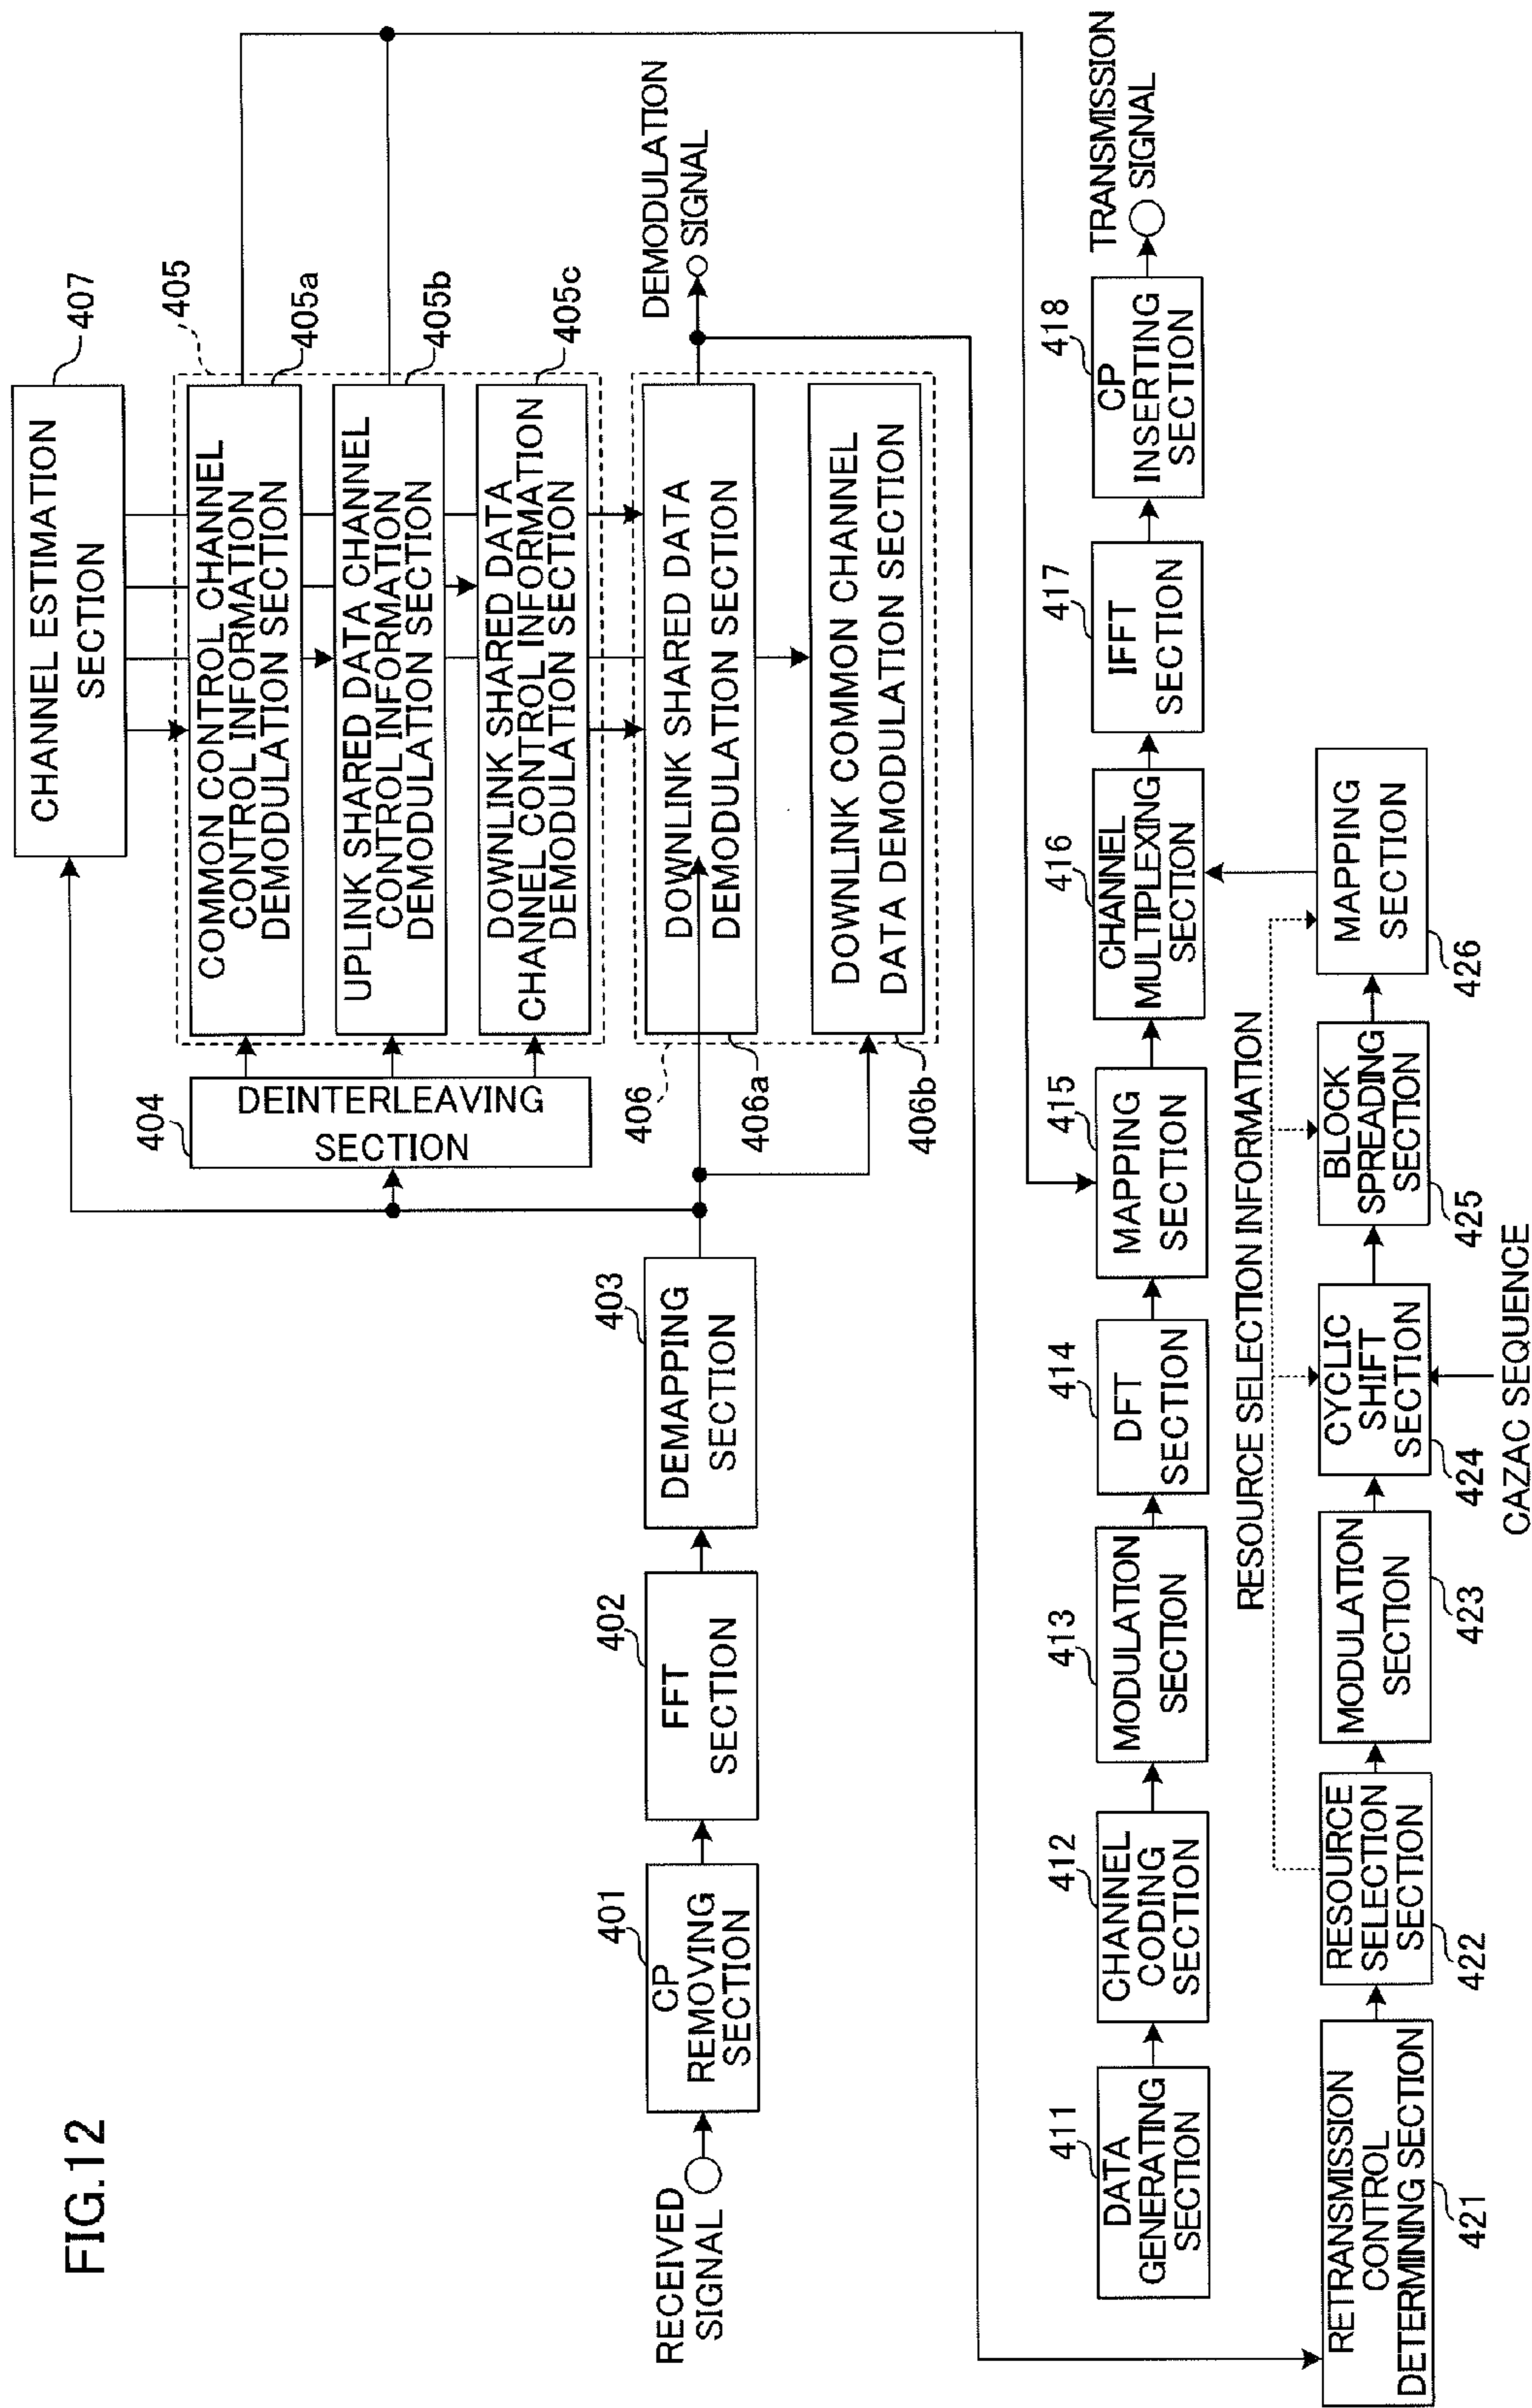 FIG.12
RECEIVED
SIGNAL
401
CP
REMOVING
SECTION
402
FFT
SECTION
403
DEMAPPING
SECTION
404
DEINTERLEAVING
SECTION
407
CHANNEL ESTIMATION
SECTION
405
405a
COMMON CONTROL CHANNEL
CONTROL INFORMATION
DEMODULATION SECTION
405b
UPLINK SHARED DATA CHANNEL
CONTROL INFORMATION
DEMODULATION SECTION
405c
DOWNLINK SHARED DATA
CHANNEL CONTROL INFORMATION
DEMODULATION SECTION
406
406a
DOWNLINK SHARED DATA
DEMODULATION SECTION
406b
DOWNLINK COMMON CHANNEL
DATA DEMODULATION SECTION
DEMODULATION
SIGNAL
411
DATA
GENERATING
SECTION
412
CHANNEL
CODING
SECTION
413
MODULATION
SECTION
414
DFT
SECTION
415
MAPPING
SECTION
416
CHANNEL
MULTIPLEXING
SECTION
417
IFFT
SECTION
418
CP
INSERTING
SECTION
TRANSMISSION
SIGNAL
RESOURCE SELECTION INFORMATION
RETRANSMISSION
CONTROL
DETERMINING SECTION
421
RESOURCE
SELECTION
SECTION
422
MODULATION
SECTION
423
CYCLIC
SHIFT
SECTION
424
CAZAC SEQUENCE
BLOCK
SPREADING
SECTION
425
MAPPING
SECTION
426